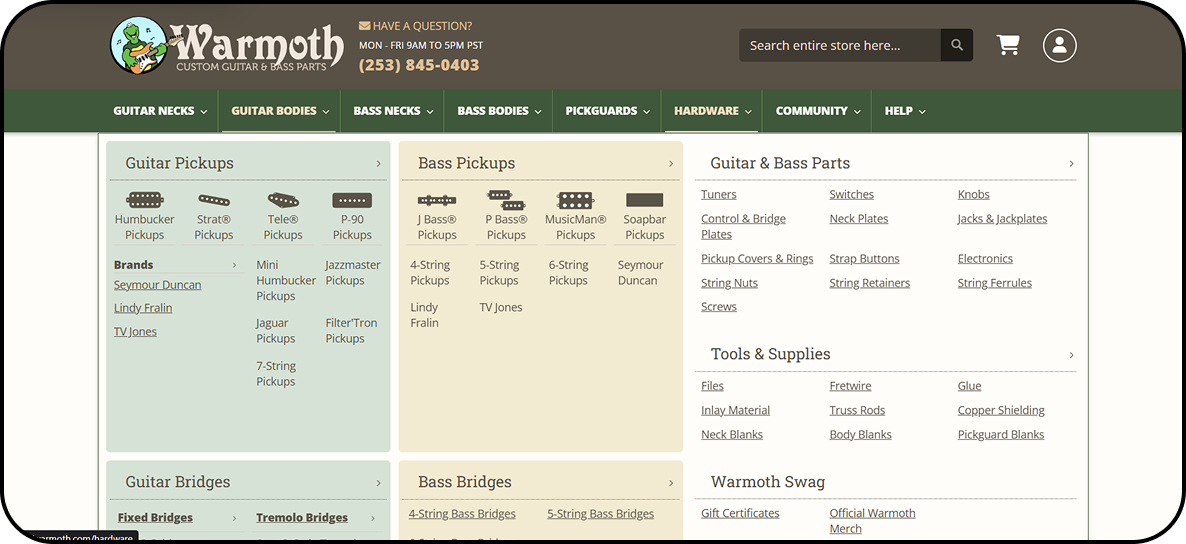 Warmoth
CUSTOM GUITAR & BASS PARTS
HAVE A QUESTION?
MON - FRI 9AM TO 5PM PST
(253) 845-0403
Search entire store here...
GUITAR NECKS
GUITAR BODIES
BASS NECKS
BASS BODIES
PICKGUARDS
HARDWARE
COMMUNITY
HELP
Guitar Pickups
Humbucker
Pickups
Strat®
Pickups
Tele®
Pickups
P-90
Pickups
Brands
Seymour Duncan
Lindy Fralin
TV Jones
Mini
Humbucker
Pickups
Jazzmaster
Pickups
Jaguar
Pickups
Filter'Tron
Pickups
7-String
Pickups
Bass Pickups
J Bass®
Pickups
P Bass®
Pickups
MusicMan®
Pickups
Soapbar
Pickups
4-String
Pickups
5-String
Pickups
6-String
Pickups
Seymour
Duncan
Lindy
Fralin
TV Jones
Guitar & Bass Parts
Tuners
Switches
Knobs
Control & Bridge
Plates
Neck Plates
Jacks & Jackplates
Pickup Covers & Rings
Strap Buttons
Electronics
String Nuts
String Retainers
String Ferrules
Screws
Tools & Supplies
Files
Fretwire
Glue
Inlay Material
Truss Rods
Copper Shielding
Neck Blanks
Body Blanks
Pickguard Blanks
Guitar Bridges
Fixed Bridges
Tremolo Bridges
Bass Bridges
4-String Bass Bridges
5-String Bass Bridges
Warmoth Swag
Gift Certificates
Official Warmoth
Merch